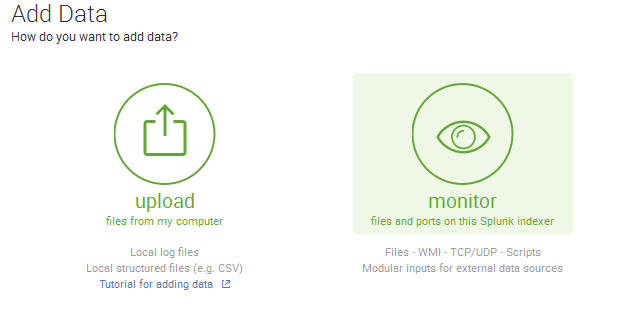 Add Data
How do you want to add data?
upload
files from my computer
Local log files
Local structured files (e.g. CSV)
Tutorial for adding data
monitor
files and ports on this Splunk indexer
Files - WMI - TCP/UDP - Scripts
Modular inputs for external data sources